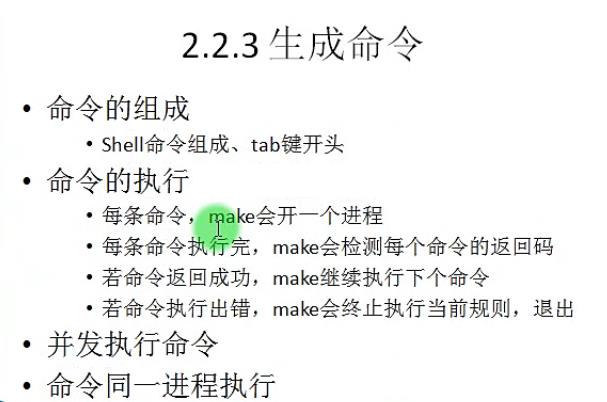 2.2.3 生成命令
• 命令的组成
• Shell命令组成、tab键开头
• 命令的执行
• 每条命令，make会开一个进程
• 每条命令执行完，make会检测每个命令的返回码
• 若命令返回成功，make继续执行下个命令
• 若命令执行出错，make会终止执行当前规则，退出
• 并发执行命令
• 命令同一进程执行